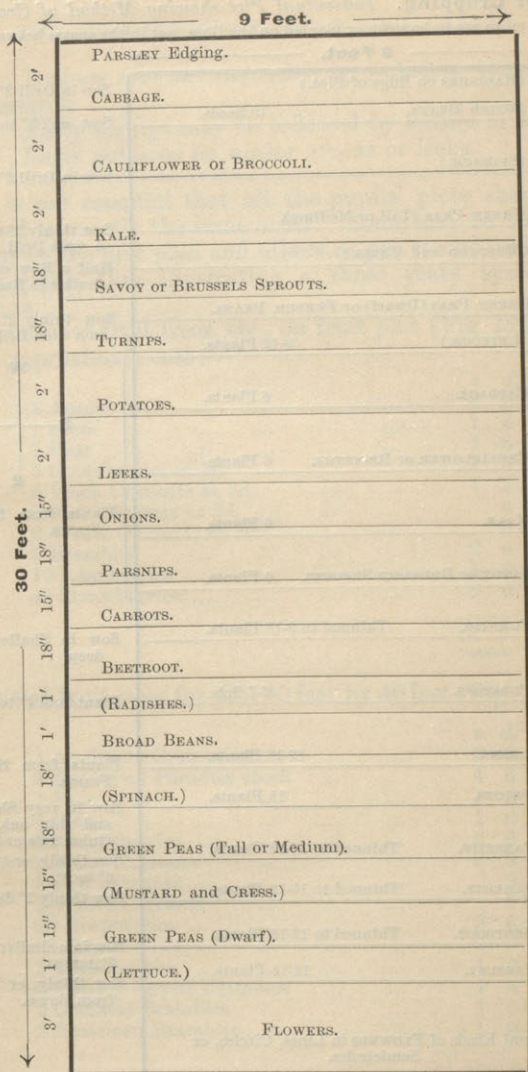 9 Feet.
PARSLEY Edging.
2'
CABBAGE.
2'
CAULIFLOWER or BROCCOLI.
2'
KALE.
18"
SAVOY or BRUSSELS SPROUTS.
18"
TURNIPS.
2'
POTATOES.
2'
LEEKS.
15"
ONIONS.
18"
PARSNIPS.
15"
CARROTS.
18"
BEETROOT.
1'
(RADISHES.)
1'
BROAD BEANS.
18"
(SPINACH.)
18"
GREEN PEAS (Tall or Medium).
15"
(MUSTARD and CRESS.)
15"
GREEN PEAS (Dwarf).
1'
(LETTUCE.)
3'
FLOWERS.
30 Feet.